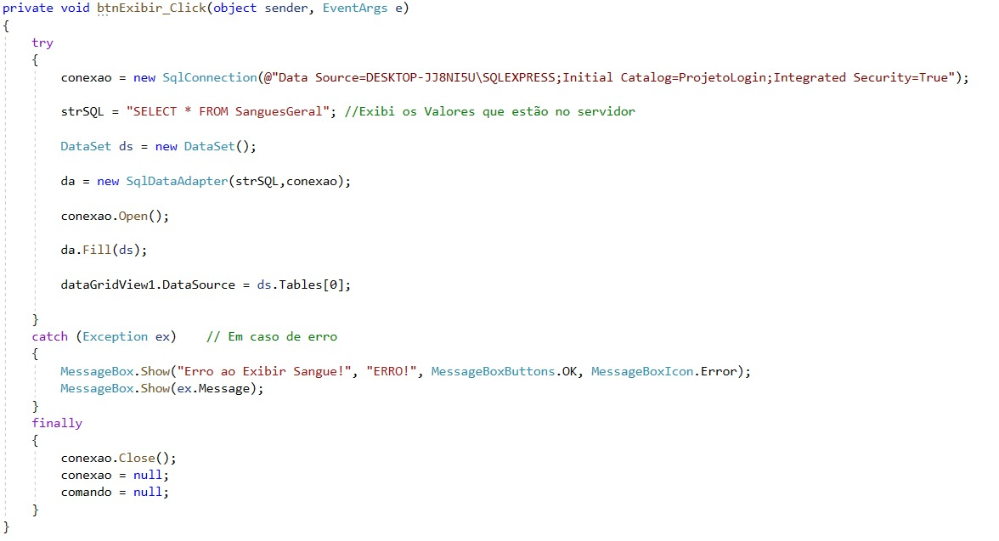 private void btnExibir_Click(object sender, EventArgs e)
{
try
{
conexao = new SqlConnection(@"Data Source=DESKTOP-JJ8NI5U\SQLEXPRESS;Initial Catalog=ProjetoLogin;Integrated Security=True");
strSQL = "SELECT * FROM SanguesGeral"; //Exibi os Valores que estão no servidor
DataSet ds = new DataSet();
da = new SqlDataAdapter(strSQL,conexao);
conexao.Open();
da.Fill(ds);
dataGridView1.DataSource = ds.Tables[0];
}
catch (Exception ex)    // Em caso de erro
{
MessageBox.Show("Erro ao Exibir Sangue!", "ERRO!", MessageBoxButtons.OK, MessageBoxIcon.Error);
MessageBox.Show(ex.Message);
}
finally
{
conexao.Close();
conexao = null;
comando = null;
}
}